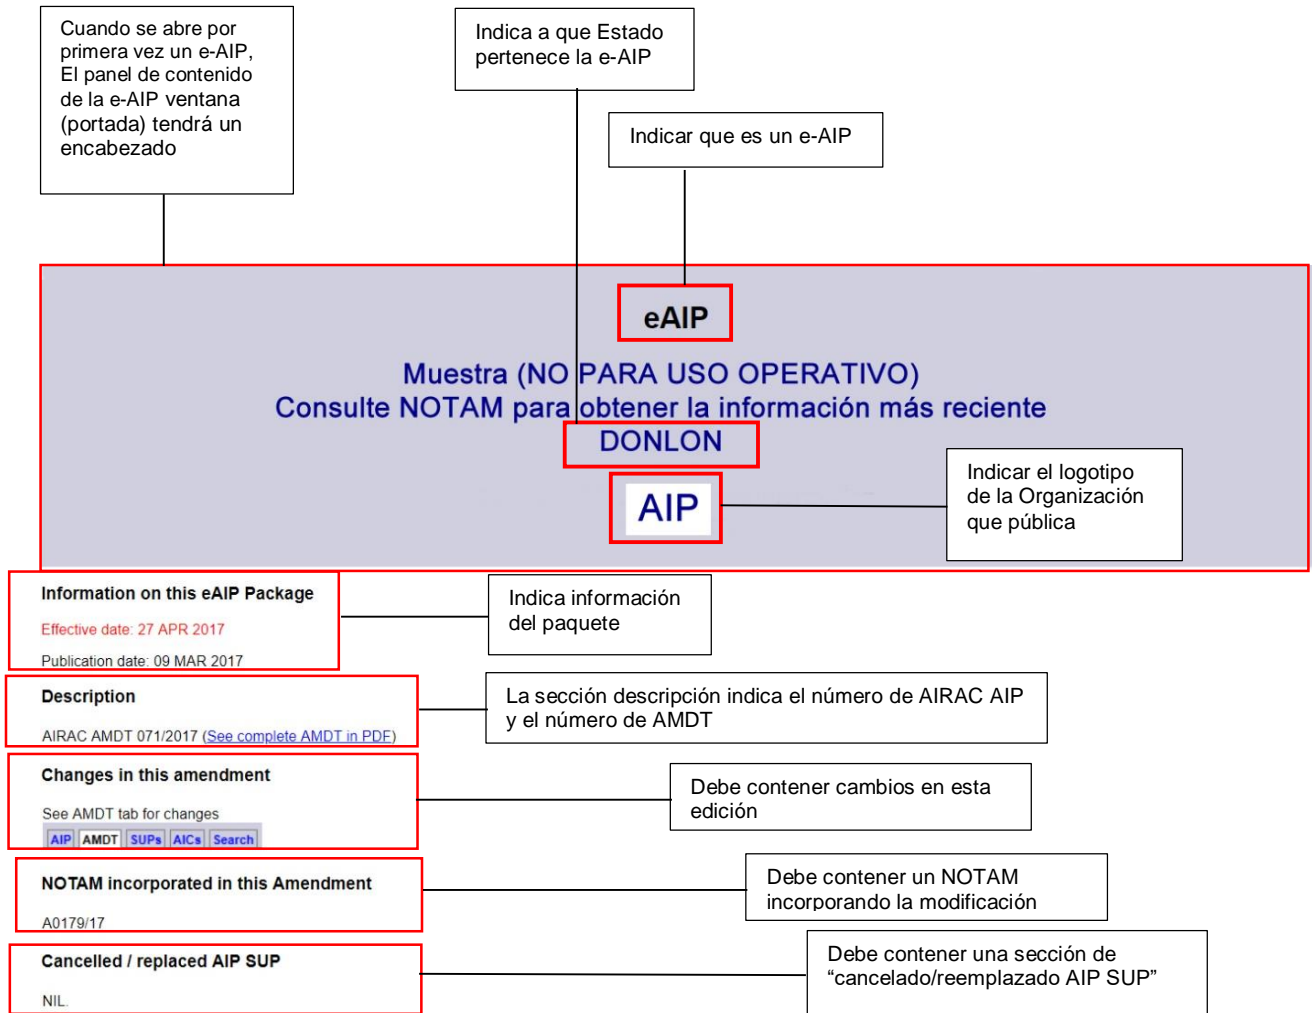 Cuando se abre por
primera vez un e-AIP,
El panel de contenido
de la e-AIP ventana
(portada) tendrá un
encabezado
Indica a que Estado
pertenece la e-AIP
Indicar que es un e-AIP
eAIP
Muestra (NO PARA USO OPERATIVO)
Consulte NOTAM para obtener la información más reciente
DONLON
AIP
Indicar el logotipo
de la Organización
que pública
Information on this eAIP Package
Effective date: 27 APR 2017
Publication date: 09 MAR 2017
Indica información
del paquete
Description
AIRAC AMDT 071/2017 (See complete AMDT in PDF)
La sección descripción indica el número de AIRAC AIP
y el número de AMDT
Changes in this amendment
See AMDT tab for changes
AIP AMDT SUPs AICs Search
Debe contener cambios en esta
edición
NOTAM incorporated in this Amendment
A0179/17
Debe contener un NOTAM
incorporando la modificación
Cancelled / replaced AIP SUP
NIL.
Debe contener una sección de
“cancelado/reemplazado AIP SUP”